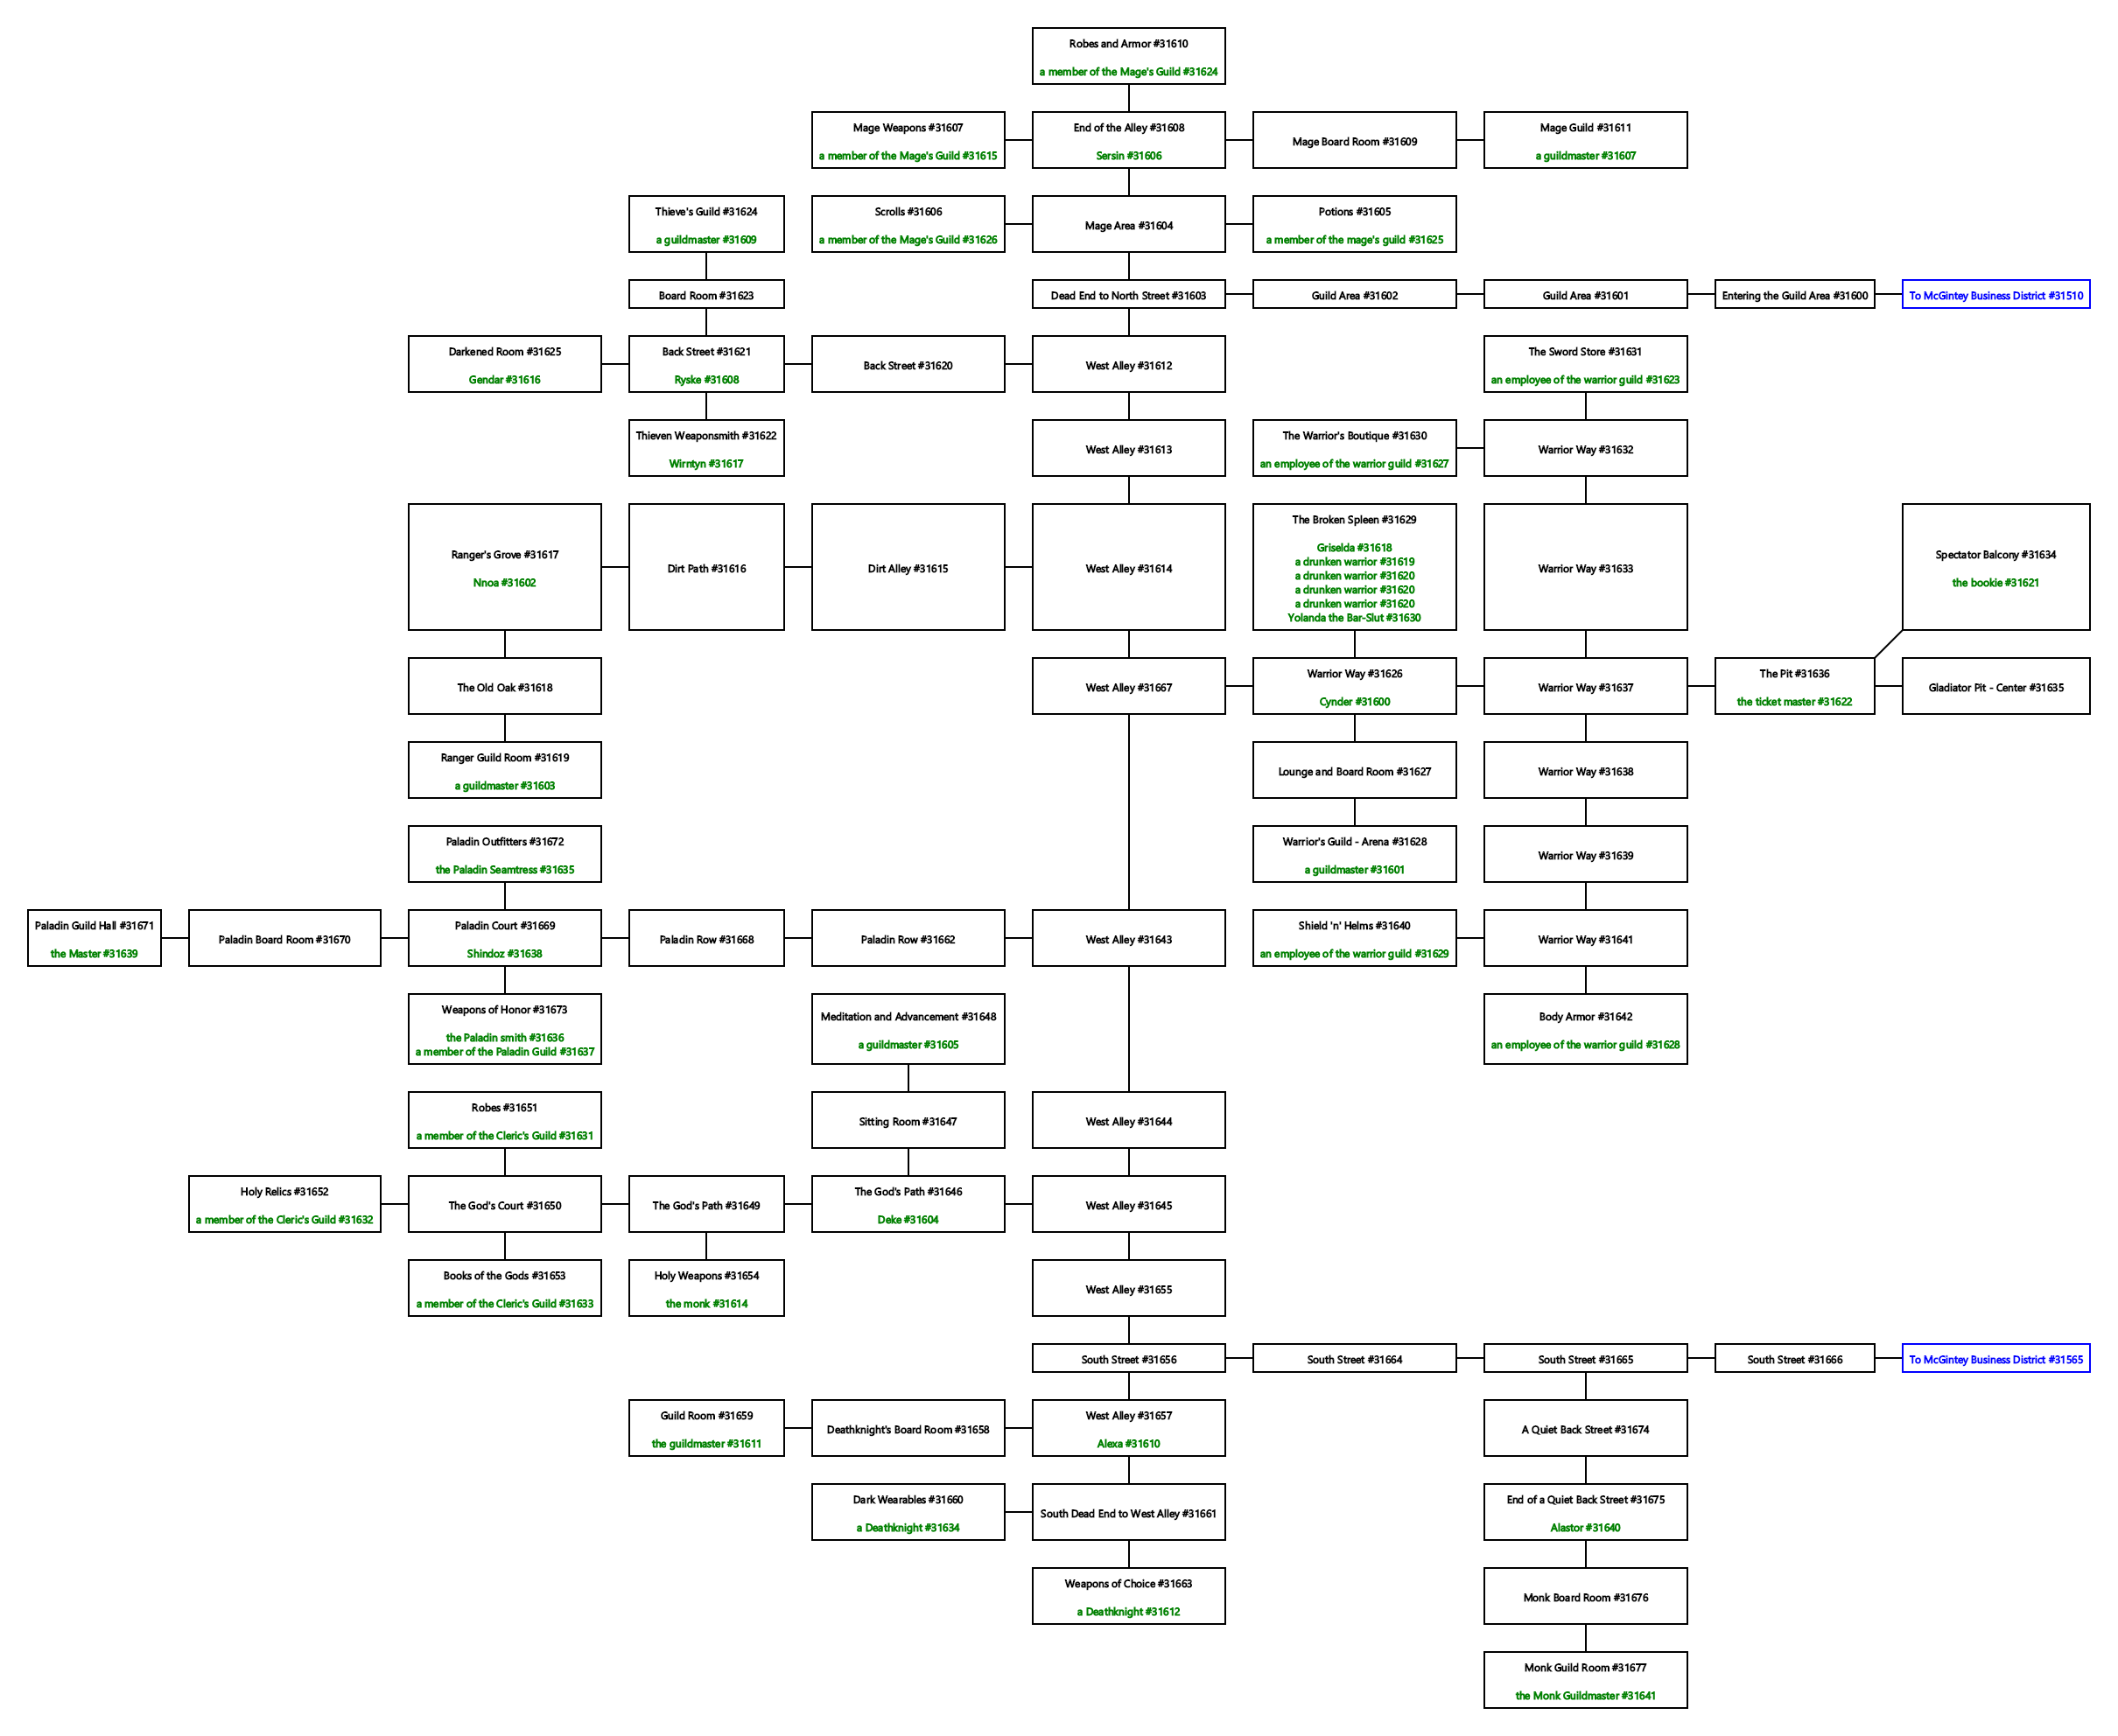 Robes and Armor #31610
a member of the Mage's Guild #31624
Mage Weapons #31607
a member of the Mage's Guild #31615
End of the Alley #31608
Sersin #31606
Mage Board Room #31609
Mage Guild #31611
a guildmaster #31607
Thieve's Guild #31624
a guildmaster #31609
Scrolls #31606
a member of the Mage's Guild #31626
Mage Area #31604
Potions #31605
a member of the mage's guild #31625
Board Room #31623
Dead End to North Street #31603
Guild Area #31602
Guild Area #31601
Entering the Guild Area #31600
To McGintey Business District #31510
Darkened Room #31625
Gendar #31616
Back Street #31621
Ryske #31608
Back Street #31620
West Alley #31612
The Sword Store #31631
an employee of the warrior guild #31623
Thieven Weaponsmith #31622
Wirntyn #31617
West Alley #31613
The Warrior's Boutique #31630
an employee of the warrior guild #31627
Warrior Way #31632
Ranger's Grove #31617
Nnoa #31602
Dirt Path #31616
Dirt Alley #31615
West Alley #31614
The Broken Spleen #31629
Griselda #31618
a drunken warrior #31619
a drunken warrior #31620
a drunken warrior #31620
a drunken warrior #31620
Yolanda the Bar-Slut #31630
Warrior Way #31633
Spectator Balcony #31634
the bookie #31621
The Old Oak #31618
West Alley #31667
Warrior Way #31626
Cynder #31600
Warrior Way #31637
The Pit #31636
the ticket master #31622
Gladiator Pit - Center #31635
Ranger Guild Room #31619
a guildmaster #31603
Lounge and Board Room #31627
Warrior Way #31638
Paladin Outfitters #31672
the Paladin Seamtress #31635
Warrior's Guild - Arena #31628
a guildmaster #31601
Warrior Way #31639
Paladin Guild Hall #31671
the Master #31639
Paladin Board Room #31670
Paladin Court #31669
Shindoz #31638
Paladin Row #31668
Paladin Row #31662
West Alley #31643
Shield 'n' Helms #31640
an employee of the warrior guild #31629
Warrior Way #31641
Weapons of Honor #31673
the Paladin smith #31636
a member of the Paladin Guild #31637
Meditation and Advancement #31648
a guildmaster #31605
Body Armor #31642
an employee of the warrior guild #31628
Robes #31651
a member of the Cleric's Guild #31631
Sitting Room #31647
West Alley #31644
Holy Relics #31652
a member of the Cleric's Guild #31632
The God's Court #31650
The God's Path #31649
The God's Path #31646
Deke #31604
West Alley #31645
Books of the Gods #31653
a member of the Cleric's Guild #31633
Holy Weapons #31654
the monk #31614
West Alley #31655
South Street #31656
South Street #31664
South Street #31665
South Street #31666
To McGintey Business District #31565
Guild Room #31659
the guildmaster #31611
Deathknight's Board Room #31658
West Alley #31657
Alexa #31610
A Quiet Back Street #31674
Dark Wearables #31660
a Deathknight #31634
South Dead End to West Alley #31661
End of a Quiet Back Street #31675
Alastor #31640
Weapons of Choice #31663
a Deathknight #31612
Monk Board Room #31676
Monk Guild Room #31677
the Monk Guildmaster #31641